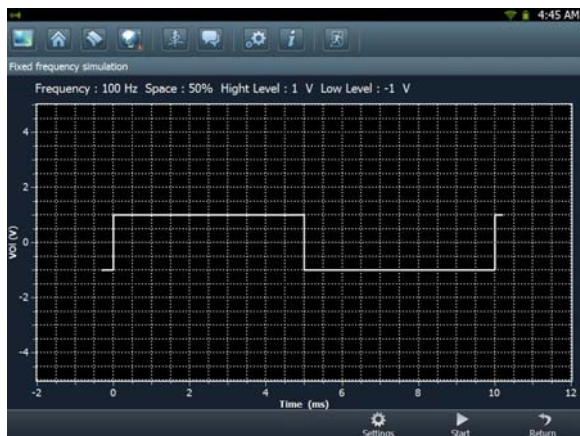 4:45 AM
Fixed frequency simulation
Frequency : 100 Hz Space : 50% Hight Level : 1 V Low Level : -1 V
4
2
0
-2
-4
VOl (V)
-2 0 2 4 6 8 10 12
Time (ms)
Settings Start Return